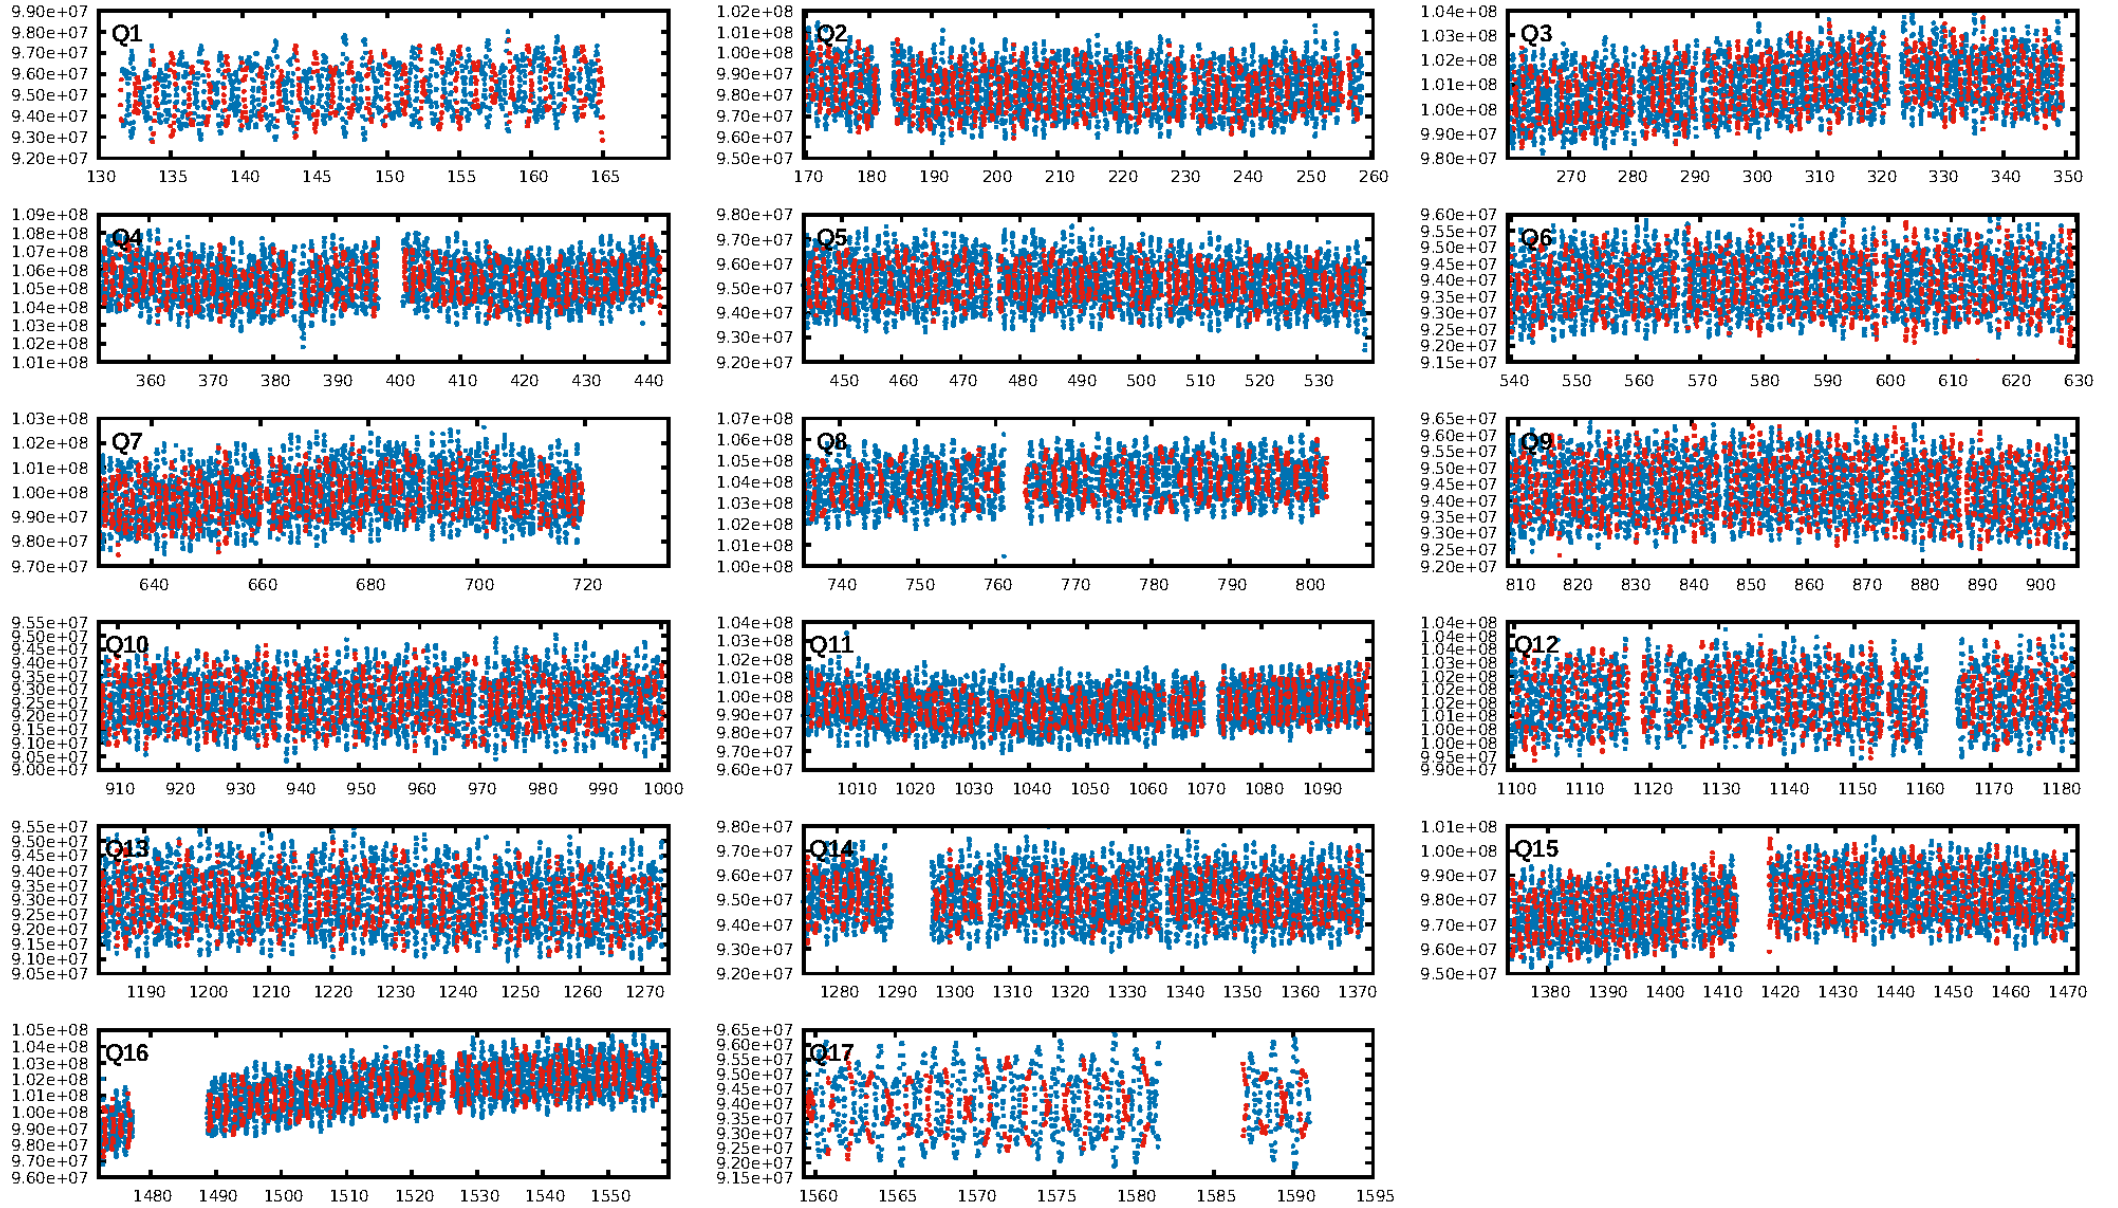 9.90e+07
9.80e+07
9.70e+07
9.60e+07
9.50e+07
9.40e+07
9.30e+07
9.20e+07
Q1
130 135 140 145 150 155 160 165
1.02e+08
1.01e+08
1.00e+08
9.90e+07
9.80e+07
9.70e+07
9.60e+07
9.50e+07
Q2
170 180 190 200 210 220 230 240 250 260
1.04e+08
1.03e+08
1.02e+08
1.01e+08
1.00e+08
9.90e+07
9.80e+07
Q3
270 280 290 300 310 320 330 340 350
1.09e+08
1.08e+08
1.07e+08
1.06e+08
1.05e+08
1.04e+08
1.03e+08
1.02e+08
1.01e+08
Q4
360 370 380 390 400 410 420 430 440
9.80e+07
9.70e+07
9.60e+07
9.50e+07
9.40e+07
9.30e+07
9.20e+07
Q5
450 460 470 480 490 500 510 520 530
9.60e+07
9.55e+07
9.50e+07
9.45e+07
9.40e+07
9.35e+07
9.30e+07
9.25e+07
9.20e+07
9.15e+07
Q6
540 550 560 570 580 590 600 610 620 630
1.03e+08
1.02e+08
1.01e+08
1.00e+08
9.90e+07
9.80e+07
9.70e+07
Q7
640 660 680 700 720
1.07e+08
1.06e+08
1.05e+08
1.04e+08
1.03e+08
1.02e+08
1.01e+08
1.00e+08
Q8
740 750 760 770 780 790 800
9.65e+07
9.60e+07
9.55e+07
9.50e+07
9.45e+07
9.40e+07
9.35e+07
9.30e+07
9.25e+07
9.20e+07
Q9
810 820 830 840 850 860 870 880 890 900
9.55e+07
9.50e+07
9.45e+07
9.40e+07
9.35e+07
9.30e+07
9.25e+07
9.20e+07
9.15e+07
9.10e+07
9.05e+07
9.00e+07
Q10
910 920 930 940 950 960 970 980 990 1000
1.04e+08
1.03e+08
1.02e+08
1.01e+08
1.00e+08
9.90e+07
9.80e+07
9.70e+07
9.60e+07
Q11
1010 1020 1030 1040 1050 1060 1070 1080 1090
1.04e+08
1.04e+08
1.04e+08
1.03e+08
1.02e+08
1.02e+08
1.02e+08
1.01e+08
1.00e+08
1.00e+08
9.95e+07
9.90e+07
Q12
1100 1110 1120 1130 1140 1150 1160 1170 1180
9.55e+07
9.50e+07
9.45e+07
9.40e+07
9.35e+07
9.30e+07
9.25e+07
9.20e+07
9.15e+07
9.10e+07
9.05e+07
Q13
1190 1200 1210 1220 1230 1240 1250 1260 1270
9.80e+07
9.70e+07
9.60e+07
9.50e+07
9.40e+07
9.30e+07
9.20e+07
Q14
1280 1290 1300 1310 1320 1330 1340 1350 1360 1370
1.01e+08
1.00e+08
9.90e+07
9.80e+07
9.70e+07
9.60e+07
9.50e+07
Q15
1380 1390 1400 1410 1420 1430 1440 1450 1460 1470
1.05e+08
1.04e+08
1.03e+08
1.02e+08
1.01e+08
1.00e+08
9.90e+07
9.80e+07
9.70e+07
9.60e+07
Q16
1480 1490 1500 1510 1520 1530 1540 1550
9.65e+07
9.60e+07
9.55e+07
9.50e+07
9.45e+07
9.40e+07
9.35e+07
9.30e+07
9.25e+07
9.20e+07
9.15e+07
Q17
1560 1565 1570 1575 1580 1585 1590 1595